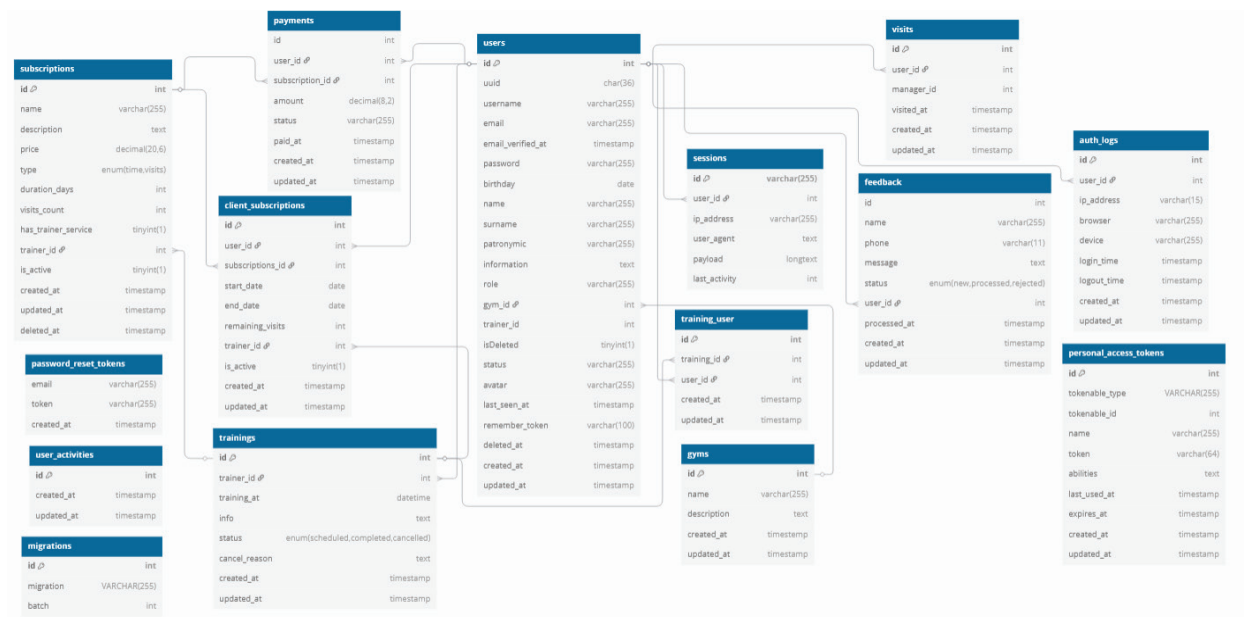 subscriptions
id int
name varchar(255)
description text
price decimal(20,6)
type enum(time,visits)
duration_days int
visits_count int
has_trainer_service tinyint(1)
trainer_id int
is_active tinyint(1)
created_at timestamp
updated_at timestamp
deleted_at timestamp
password_reset_tokens
email varchar(255)
token varchar(255)
created_at timestamp
user_activities
id int
created_at timestamp
updated_at timestamp
migrations
id int
migration VARCHAR(255)
batch int
payments
id int
user_id int
subscription_id int
amount decimal(8,2)
status varchar(255)
paid_at timestamp
created_at timestamp
updated_at timestamp
client_subscriptions
id int
user_id int
subscriptions_id int
start_date date
end_date date
remaining_visits int
trainer_id int
is_active tinyint(1)
created_at timestamp
updated_at timestamp
trainings
id int
trainer_id int
training_at datetime
info text
status enum(scheduled,completed,cancelled)
cancel_reason text
created_at timestamp
updated_at timestamp
users
id int
uuid char(36)
username varchar(255)
email varchar(255)
email_verified_at timestamp
password varchar(255)
birthday date
name varchar(255)
surname varchar(255)
patronymic varchar(255)
information text
role varchar(255)
gym_id int
trainer_id int
isDeleted tinyint(1)
status varchar(255)
avatar varchar(255)
last_seen_at timestamp
remember_token varchar(100)
deleted_at timestamp
created_at timestamp
updated_at timestamp
sessions
id varchar(255)
user_id int
ip_address varchar(255)
user_agent text
payload longtext
last_activity int
training_user
id int
training_id int
user_id int
created_at timestamp
updated_at timestamp
gyms
id int
name varchar(255)
description text
created_at timestemp
updated_at timestamp
visits
id int
user_id int
manager_id int
visited_at timestamp
created_at timestamp
updated_at timestamp
feedback
id int
name varchar(255)
phone varchar(11)
message text
status enum(new,processed,rejected)
user_id int
processed_at timestamp
created_at timestamp
updated_at timestamp
auth_logs
id int
user_id int
ip_address varchar(15)
browser varchar(255)
device varchar(255)
login_time timestamp
logout_time timestamp
created_at timestamp
updated_at timestamp
personal_access_tokens
id int
tokenable_type VARCHAR(255)
tokenable_id int
name varchar(255)
token varchar(64)
abilities text
last_used_at timestamp
expires_at timestamp
created_at timestamp
updated_at timestamp